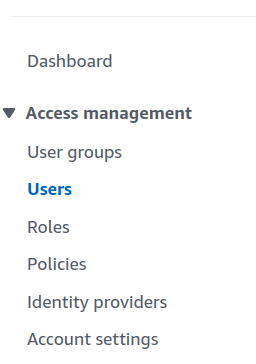 Dashboard
Access management
User groups
Users
Roles
Policies
Identity providers
Account settings